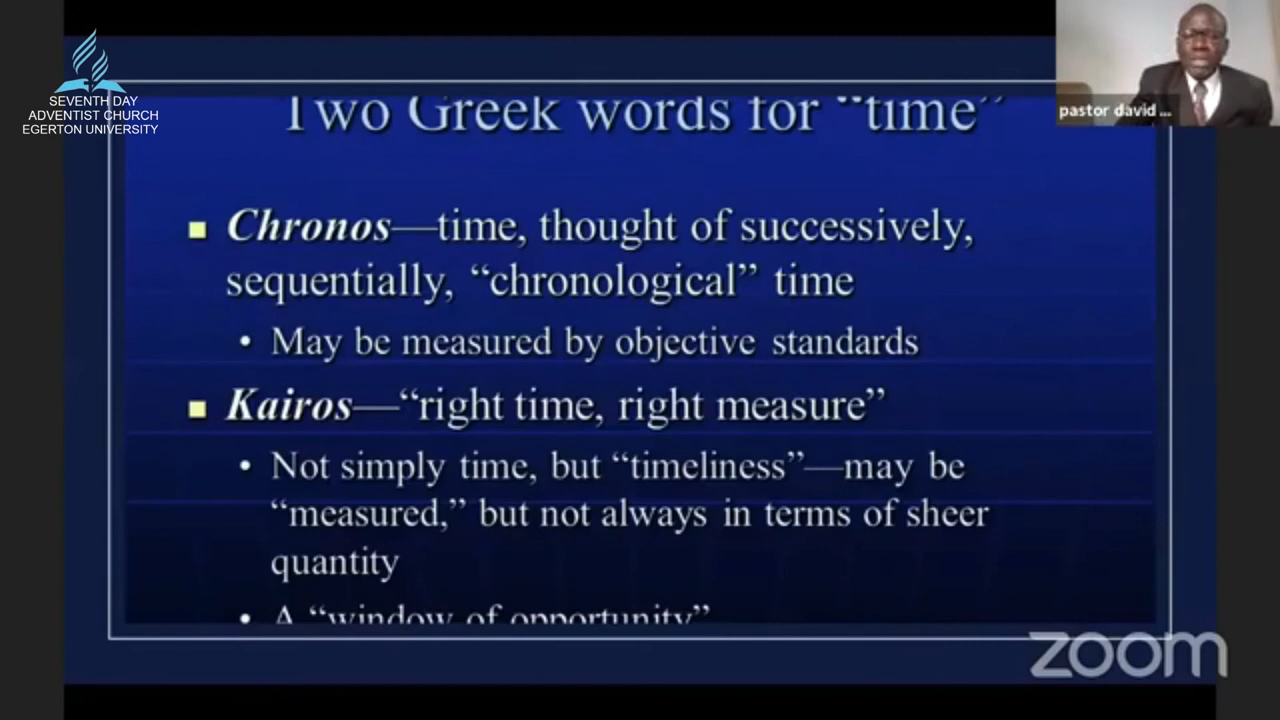 SEVENTH DAY
ADVENTIST CHURCH
EGERTON UNIVERSITY
pastor david ...
Two Greek words for “time”
■ Chronos—time, thought of successively,
sequentially, “chronological” time
• May be measured by objective standards
■ Kairos—“right time, right measure”
• Not simply time, but “timeliness”—may be
“measured,” but not always in terms of sheer
quantity
• A “window of opportunity”
zoom